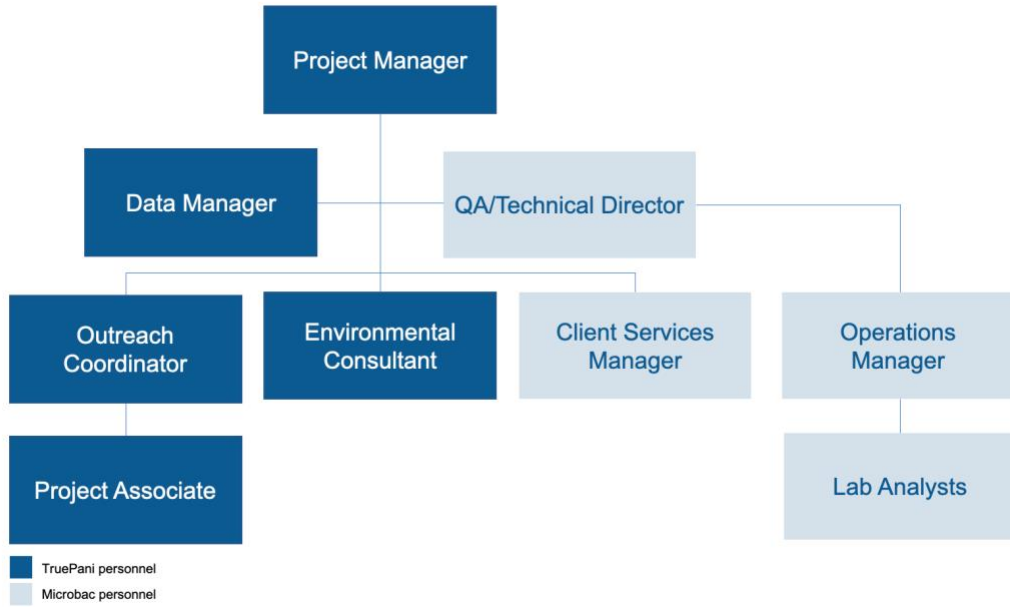 Project Manager
Data Manager
QA/Technical Director
Outreach
Coordinator
Environmental
Consultant
Client Services
Manager
Operations
Manager
Project Associate
Lab Analysts
TruePani personnel
Microbac personnel